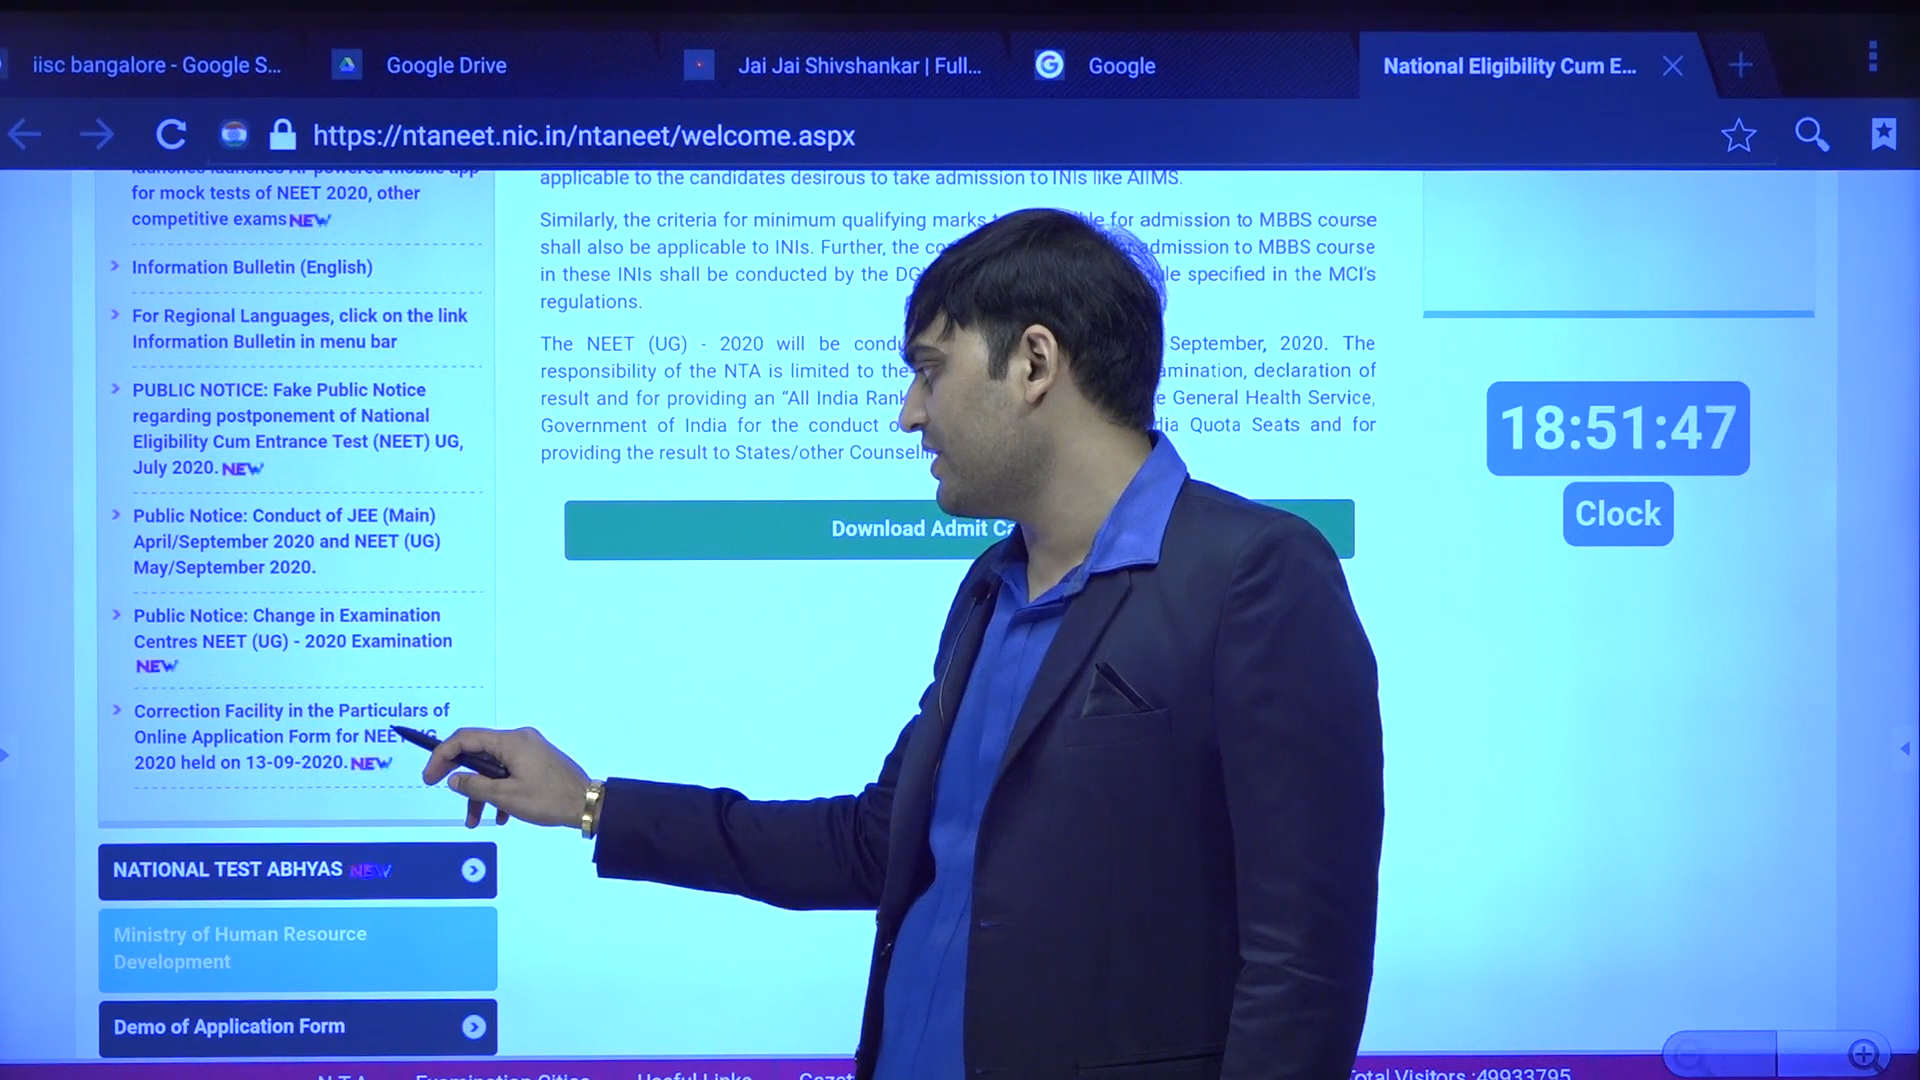 iisc bangalore - Google S...
Google Drive
Jai Jai Shivshankar | Full...
Google
National Eligibility Cum E...
https://ntaneet.nic.in/ntaneet/welcome.aspx
for mock tests of NEET 2020, other
competitive exams NEW
Information Bulletin (English)
For Regional Languages, click on the link
Information Bulletin in menu bar
PUBLIC NOTICE: Fake Public Notice
regarding postponement of National
Eligibility Cum Entrance Test (NEET) UG,
July 2020. NEW
Public Notice: Conduct of JEE (Main)
April/September 2020 and NEET (UG)
May/September 2020.
Public Notice: Change in Examination
Centres NEET (UG) - 2020 Examination
NEW
Correction Facility in the Particulars of
Online Application Form for NEET UG
2020 held on 13-09-2020. NEW
NATIONAL TEST ABHYAS NEW
Ministry of Human Resource
Development
Demo of Application Form
applicable to the candidates desirous to take admission to INIs like AIIMS.
Similarly, the criteria for minimum qualifying marks for admission to MBBS course
shall also be applicable to INIs. Further, the admission to MBBS course
in these INIs shall be conducted by the specified in the MCI's
regulations.
The NEET (UG) - 2020 will be September, 2020. The
responsibility of the NTA is limited to the declaration of
result and for providing an “All India Rank General Health Service,
Government of India for the conduct Quota Seats and for
providing the result to States/other
Download Admit
18:51:47
Clock
Total Visitors :49933795